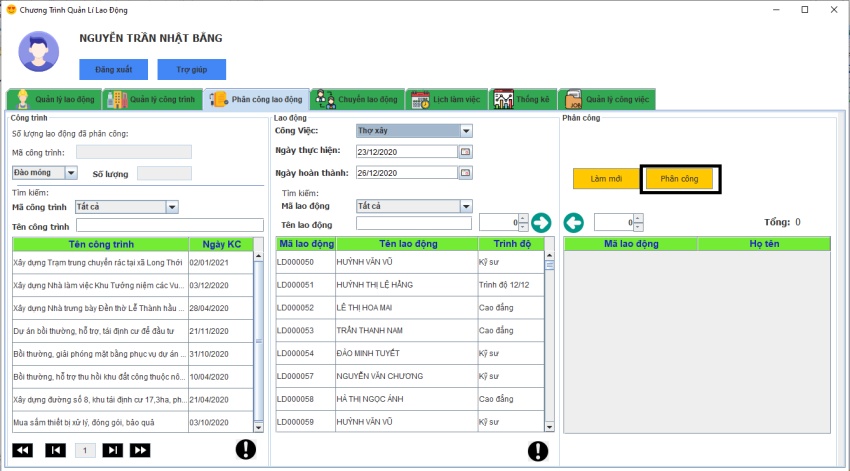 Chương Trình Quản Lí Lao Động
NGUYỄN TRẦN NHẬT BĂNG
Đăng xuất Trợ giúp
Quản lý lao động Quản lý công trình Phân công lao động Chuyển lao động Lịch làm việc Thống kê Quản lý công việc
Công trình
Số lượng lao động đã phân công:
Mã công trình:
Đào móng Số lượng
Tìm kiếm:
Mã công trình Tất cả
Tên công trình
Tên công trình Ngày KC
Xây dựng Trạm trung chuyển rác tại xã Long Thới 02/01/2021
Xây dựng Nhà làm việc Khu Tưởng niệm các Vu... 03/12/2020
Xây dựng Nhà trưng bày Đền thờ Lễ Thành hầu ... 28/04/2020
Dự án bồi thường, hỗ trợ, tái định cư để đầu tư 21/11/2020
Bồi thường, giải phóng mặt bằng phục vụ dự án ... 31/10/2020
Bồi thường, hỗ trợ thu hồi khu đất công thuộc nô... 10/04/2020
Xây dựng đường số 8, khu tái định cư 17,3ha, ph... 21/04/2020
Mua sắm thiết bị xử lý, đóng gói, bảo quả 03/10/2020
1
Lao động
Công Việc: Thợ xây
Ngày thực hiện: 23/12/2020
Ngày hoàn thành: 26/12/2020
Tìm kiếm:
Mã lao động Tất cả
Tên lao động 0
Mã lao động Tên lao động Trình độ
LD000050 HUỲNH VĂN VŨ Kỹ sư
LD000051 HUỲNH THỊ LỆ HẰNG Trình độ 12/12
LD000052 LÊ THỊ HOA MAI Cao đẳng
LD000053 TRẦN THANH NAM Cao đẳng
LD000054 ĐÀO MINH TUYẾT Kỹ sư
LD000057 NGUYỄN VĂN CHƯƠNG Kỹ sư
LD000058 HÀ THỊ NGỌC ÁNH Cao đẳng
LD000059 HUỲNH VĂN VŨ Kỹ sư
Phân công
Làm mới Phân công
0 Tổng: 0
Mã lao động Họ tên